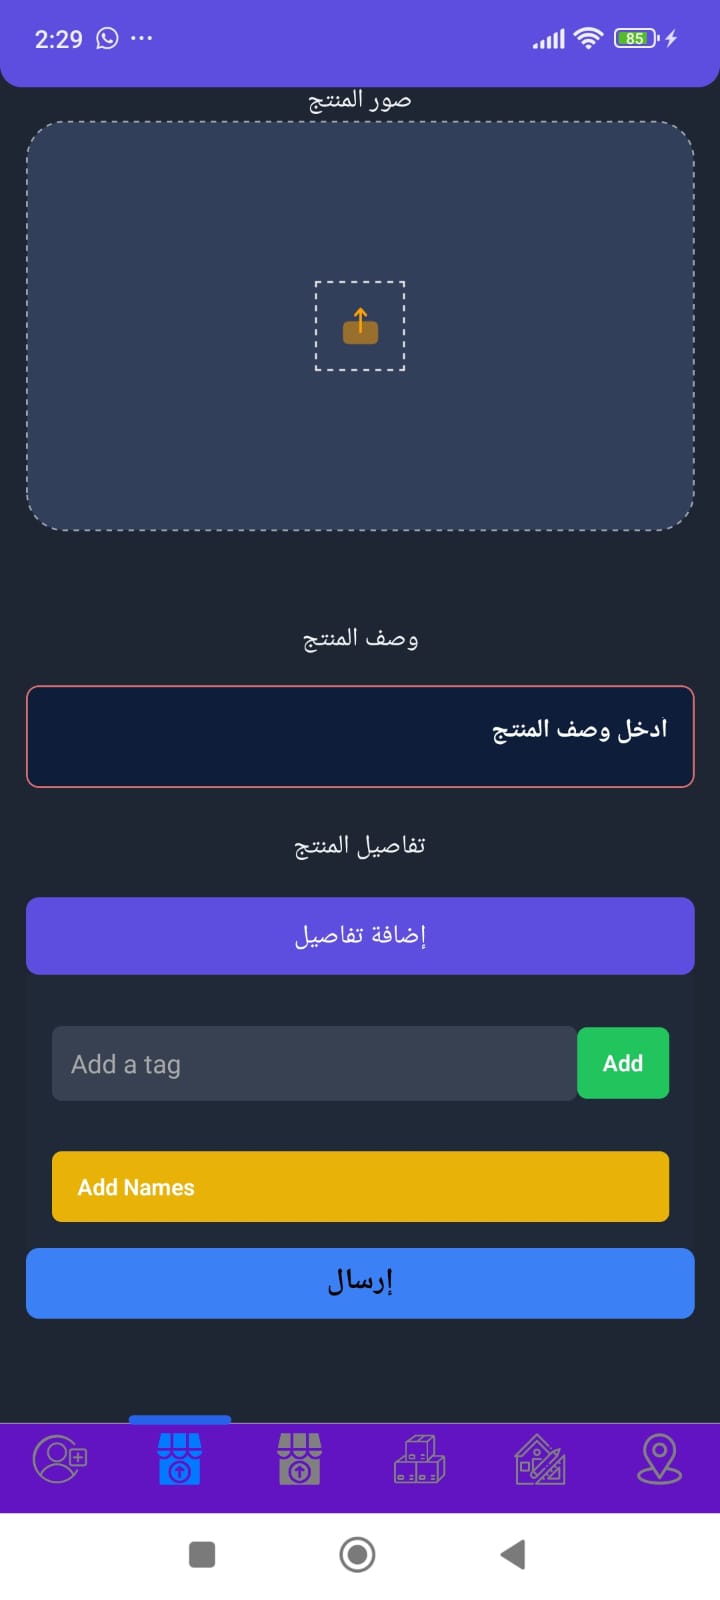 2:29
85
صور المنتج
وصف المنتج
أدخل وصف المنتج
تفاصيل المنتج
إضافة تفاصيل
Add a tag
Add
Add Names
إرسال